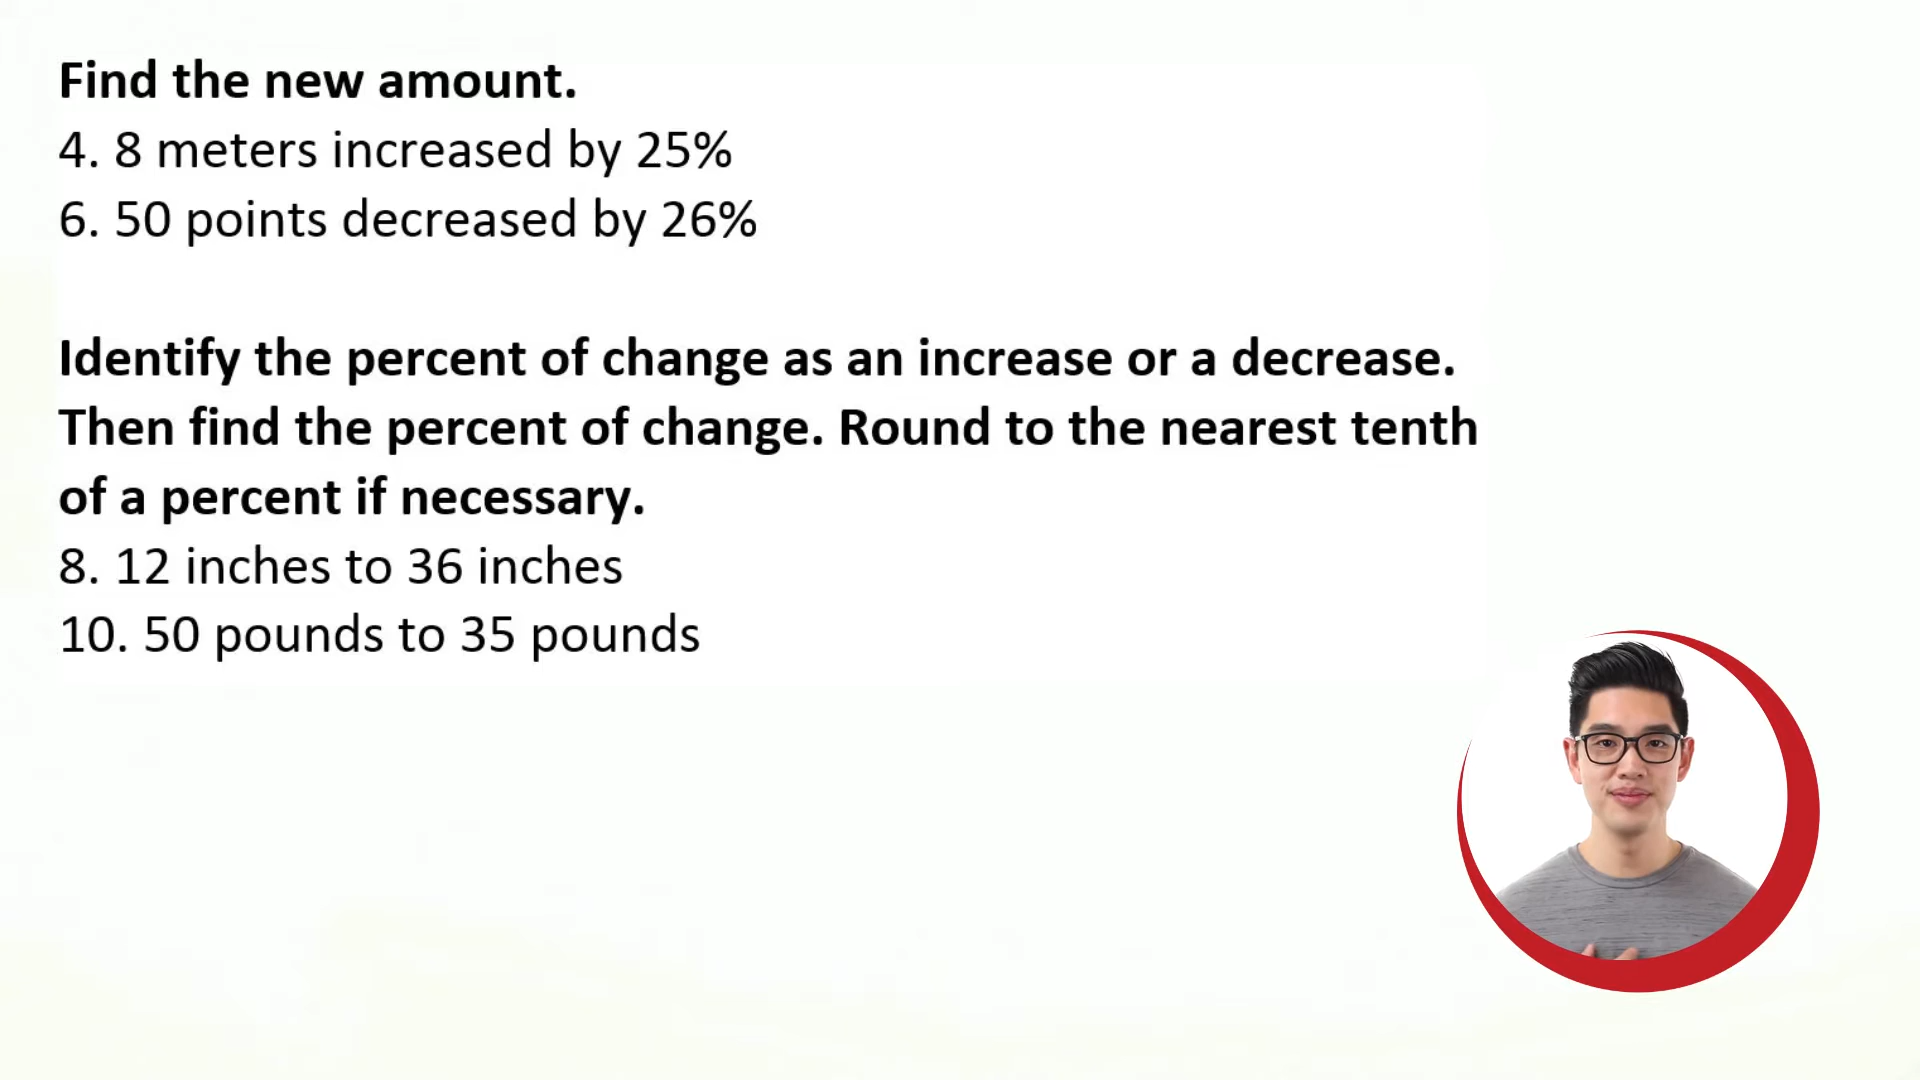 Find the new amount.
4. 8 meters increased by 25%
6. 50 points decreased by 26%
Identify the percent of change as an increase or a decrease.
Then find the percent of change. Round to the nearest tenth
of a percent if necessary.
8. 12 inches to 36 inches
10. 50 pounds to 35 pounds